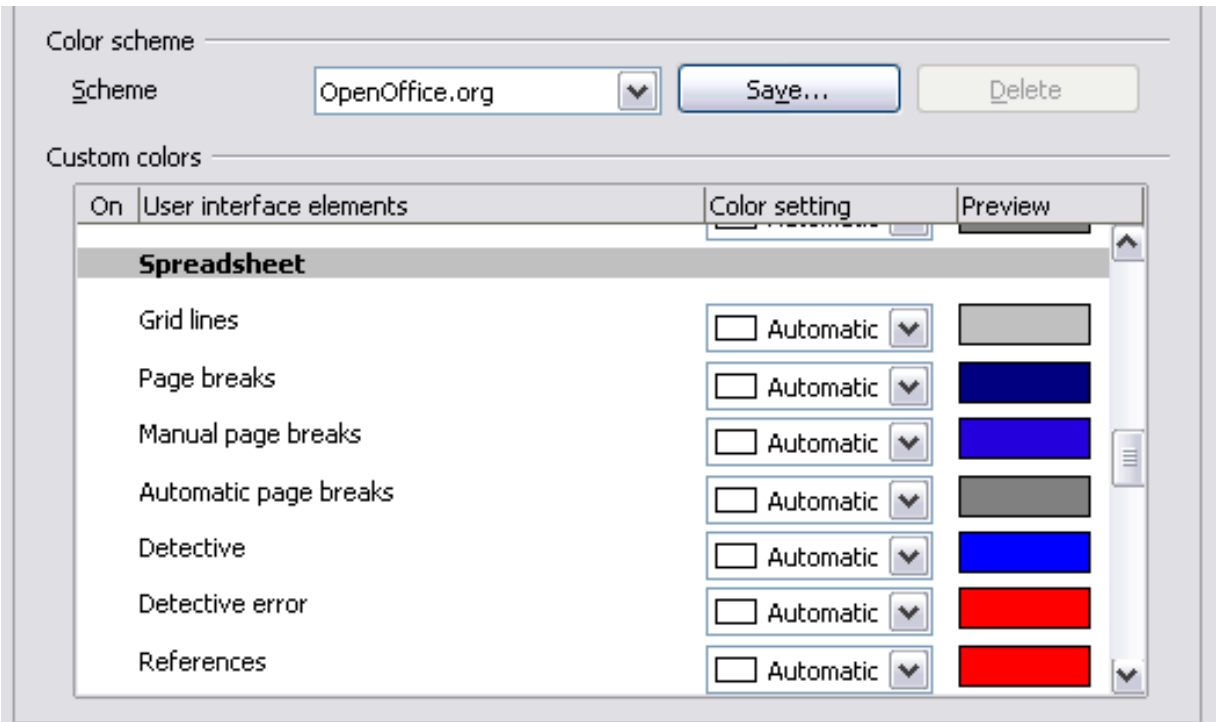 Color scheme
Scheme OpenOffice.org Save... Delete
Custom colors
On User interface elements Color setting Preview
Spreadsheet
Grid lines Automatic
Page breaks Automatic
Manual page breaks Automatic
Automatic page breaks Automatic
Detective Automatic
Detective error Automatic
References Automatic